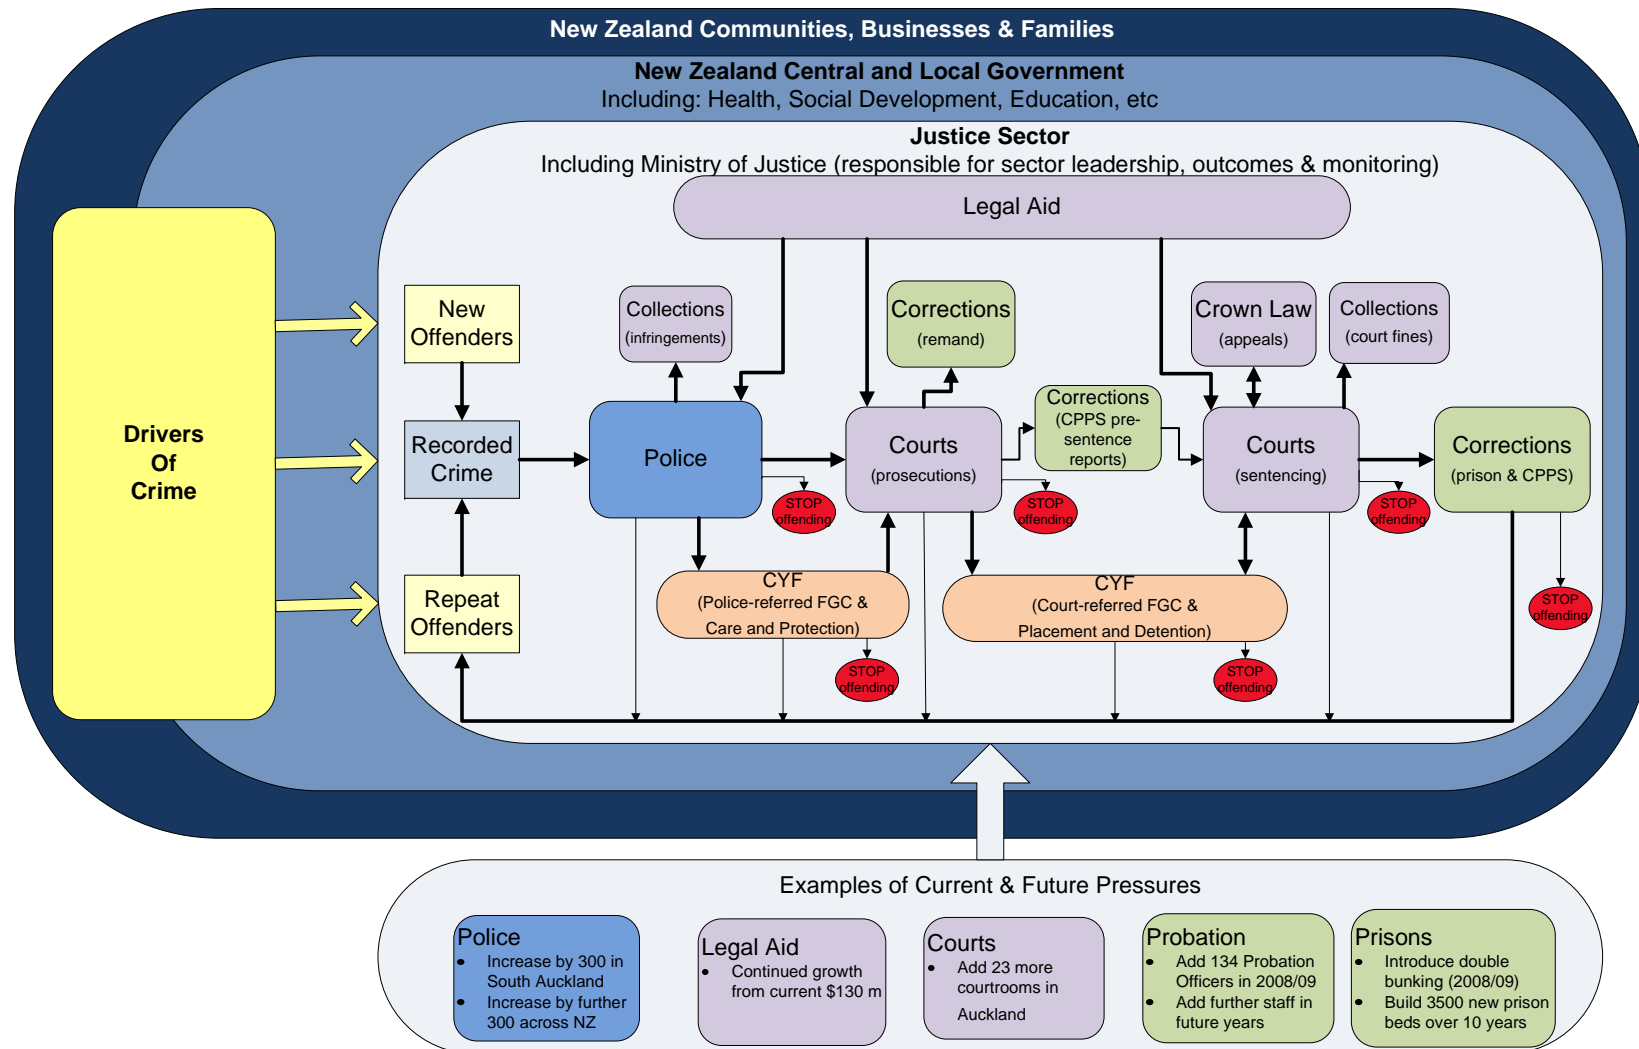 New Zealand Communities, Businesses & Families
New Zealand Central and Local Government
Including: Health, Social Development, Education, etc
Justice Sector
Including Ministry of Justice (responsible for sector leadership, outcomes & monitoring)
Legal Aid
Drivers
Of
Crime
New
Offenders
Recorded
Crime
Repeat
Offenders
Collections
(infringements)
Police
STOP
offending
CYF
(Police-referred FGC &
Care and Protection)
STOP
offending
Corrections
(remand)
Courts
(prosecutions)
STOP
offending
Corrections
(CPPS pre-
sentence
reports)
CYF
(Court-referred FGC &
Placement and Detention)
STOP
offending
Crown Law
(appeals)
Collections
(court fines)
Courts
(sentencing)
STOP
offending
Corrections
(prison & CPPS)
STOP
offending
Examples of Current & Future Pressures
Police
• Increase by 300 in
South Auckland
• Increase by further
300 across NZ
Legal Aid
• Continued growth
from current $130 m
Courts
• Add 23 more
courtrooms in
Auckland
Probation
• Add 134 Probation
Officers in 2008/09
• Add further staff in
future years
Prisons
• Introduce double
bunking (2008/09)
• Build 3500 new prison
beds over 10 years